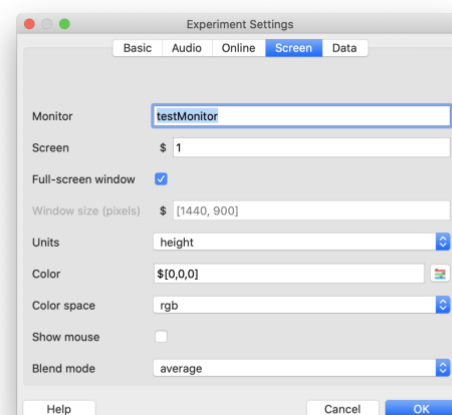 Experiment Settings
Basic Audio Online Screen Data
Monitor testMonitor
Screen $ 1
Full-screen window
Window size (pixels) $ [1440, 900]
Units height
Color $[0,0,0]
Color space rgb
Show mouse
Blend mode average
Help Cancel OK